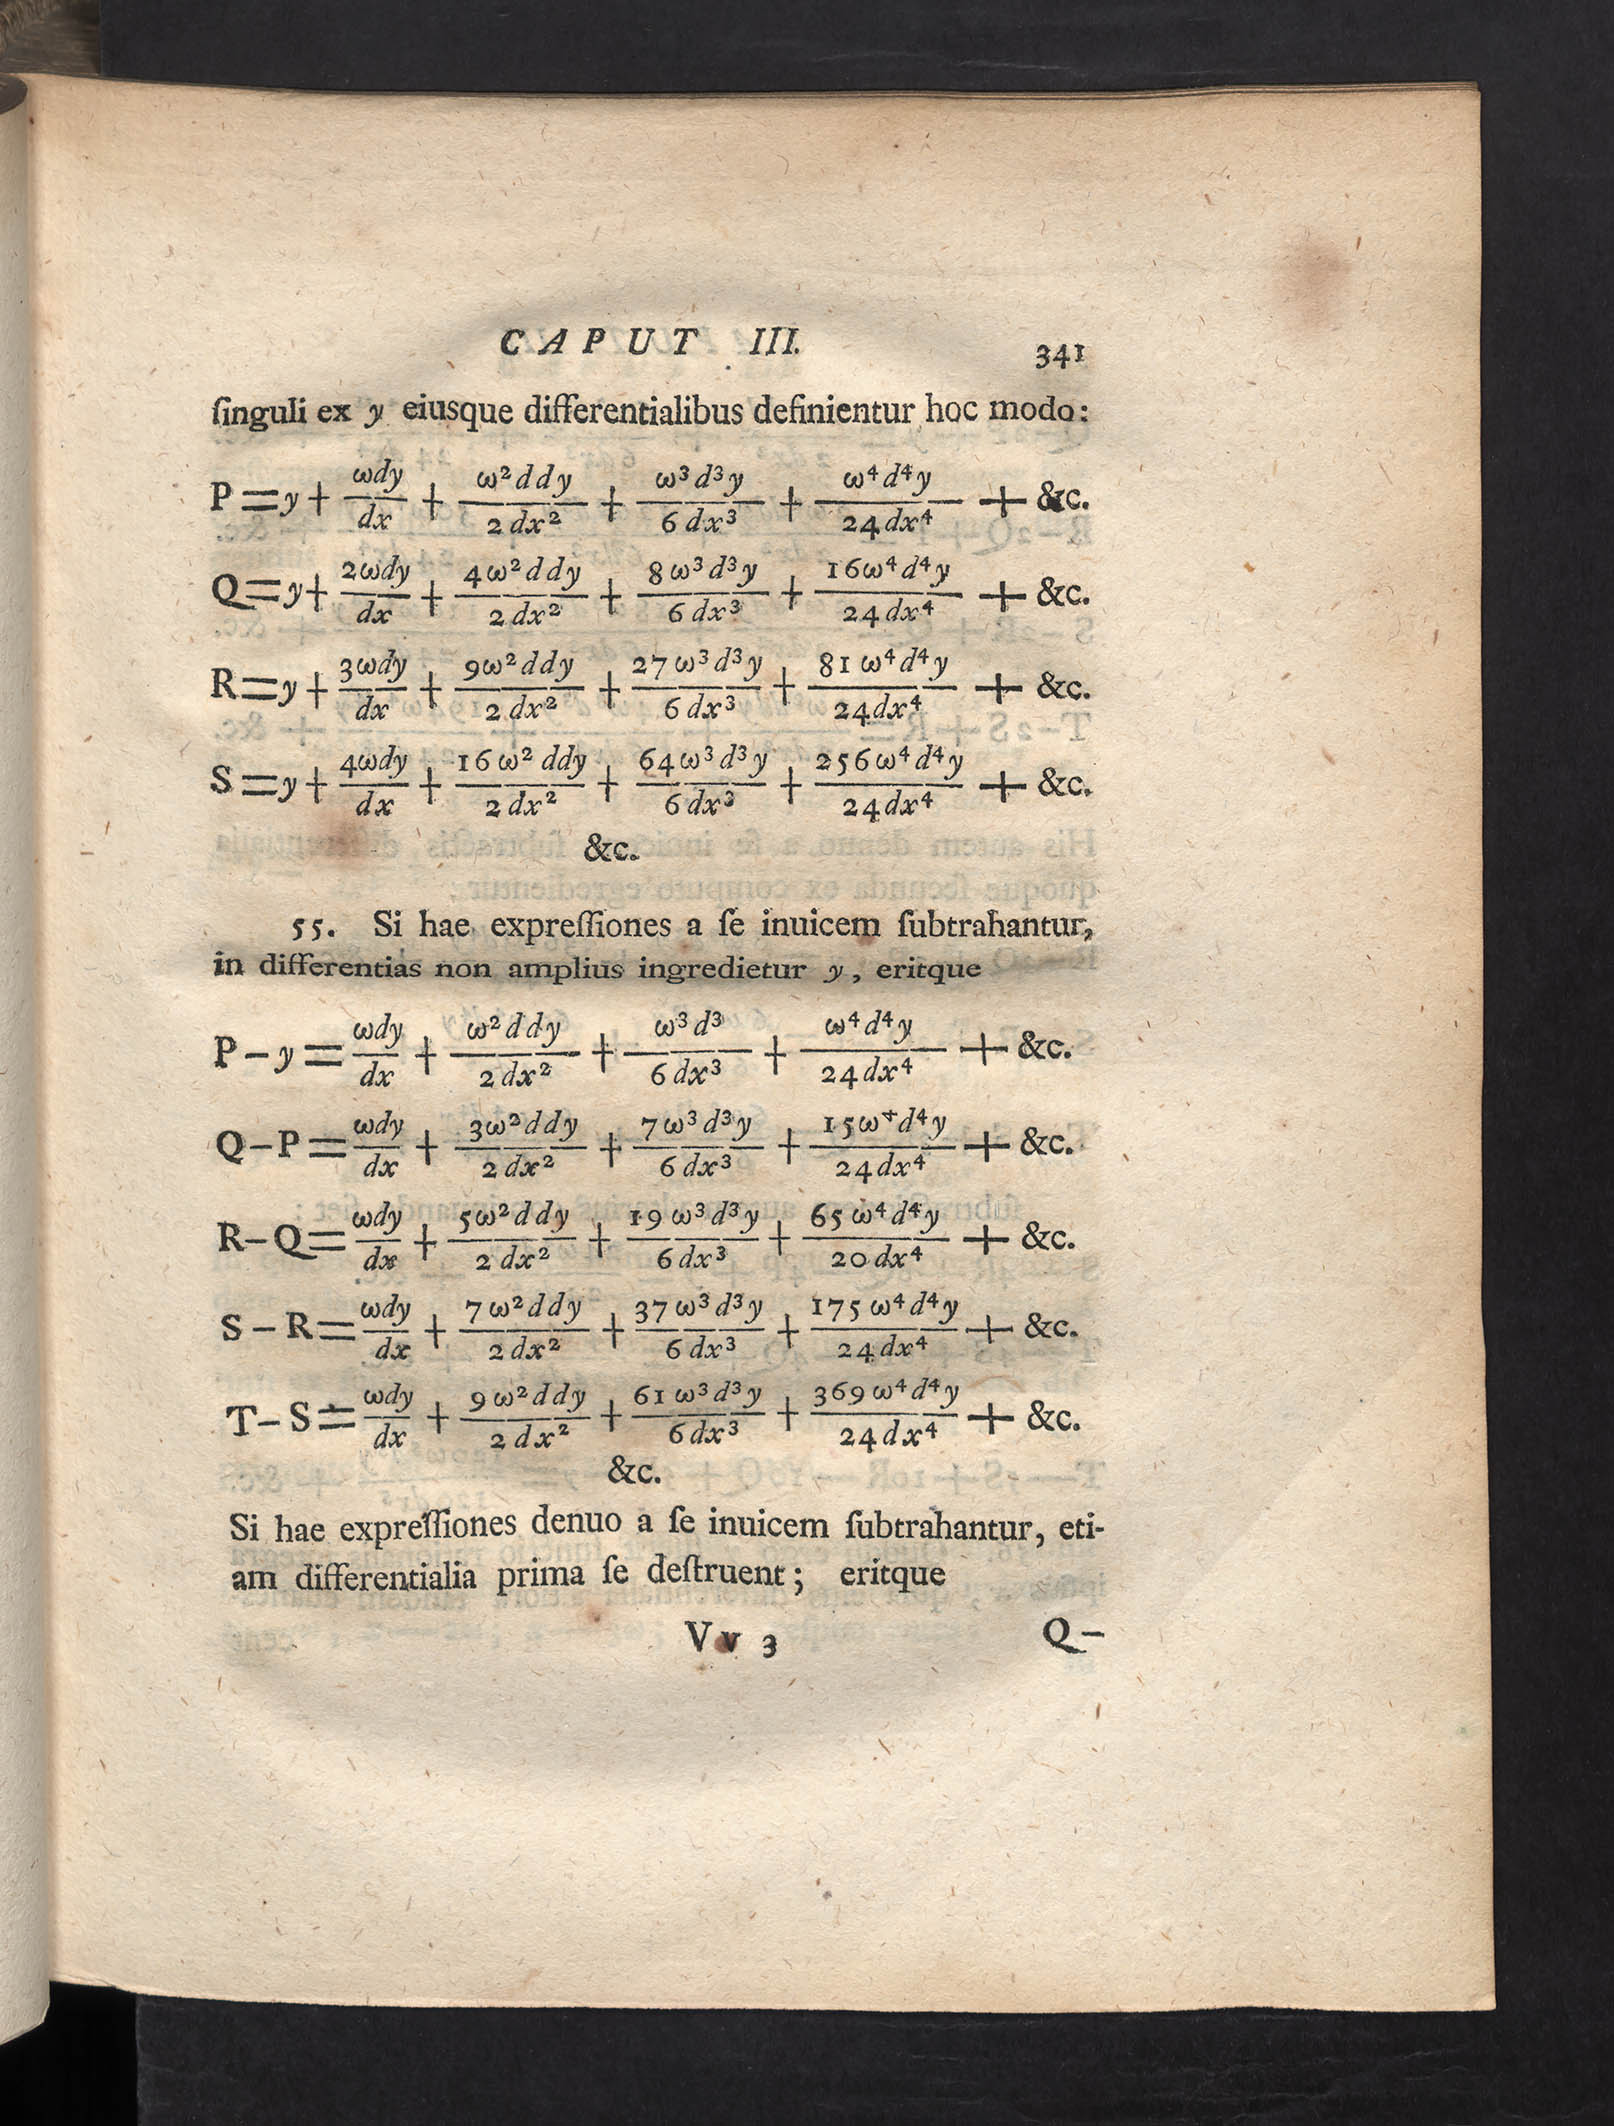 CAPUT III. 341
ſinguli ex y eiusque differentialibus definientur hoc modo:
P = y + ωdy/dx + ω²ddy/2dx² + ω³d³y/6dx³ + ω⁴d⁴y/24dx⁴ + &c.
Q = y + 2ωdy/dx + 4ω²ddy/2dx² + 8ω³d³y/6dx³ + 16ω⁴d⁴y/24dx⁴ + &c.
R = y + 3ωdy/dx + 9ω²ddy/2dx² + 27ω³d³y/6dx³ + 81ω⁴d⁴y/24dx⁴ + &c.
S = y + 4ωdy/dx + 16ω²ddy/2dx² + 64ω³d³y/6dx³ + 256ω⁴d⁴y/24dx⁴ + &c.
&c.
55. Si hae expreſſiones a ſe inuicem ſubtrahantur,
in differentias non amplius ingredietur y, eritque
P − y = ωdy/dx + ω²ddy/2dx² + ω³d³/6dx³ + ω⁴d⁴y/24dx⁴ + &c.
Q − P = ωdy/dx + 3ω²ddy/2dx² + 7ω³d³y/6dx³ + 15ω⁴d⁴y/24dx⁴ + &c.
R − Q = ωdy/dx + 5ω²ddy/2dx² + 19ω³d³y/6dx³ + 65ω⁴d⁴y/20dx⁴ + &c.
S − R = ωdy/dx + 7ω²ddy/2dx² + 37ω³d³y/6dx³ + 175ω⁴d⁴y/24dx⁴ + &c.
T − S = ωdy/dx + 9ω²ddy/2dx² + 61ω³d³y/6dx³ + 369ω⁴d⁴y/24dx⁴ + &c.
&c.
Si hae expreſſiones denuo a ſe inuicem ſubtrahantur, eti-
am differentialia prima ſe deſtruent; eritque
Vv 3 Q −